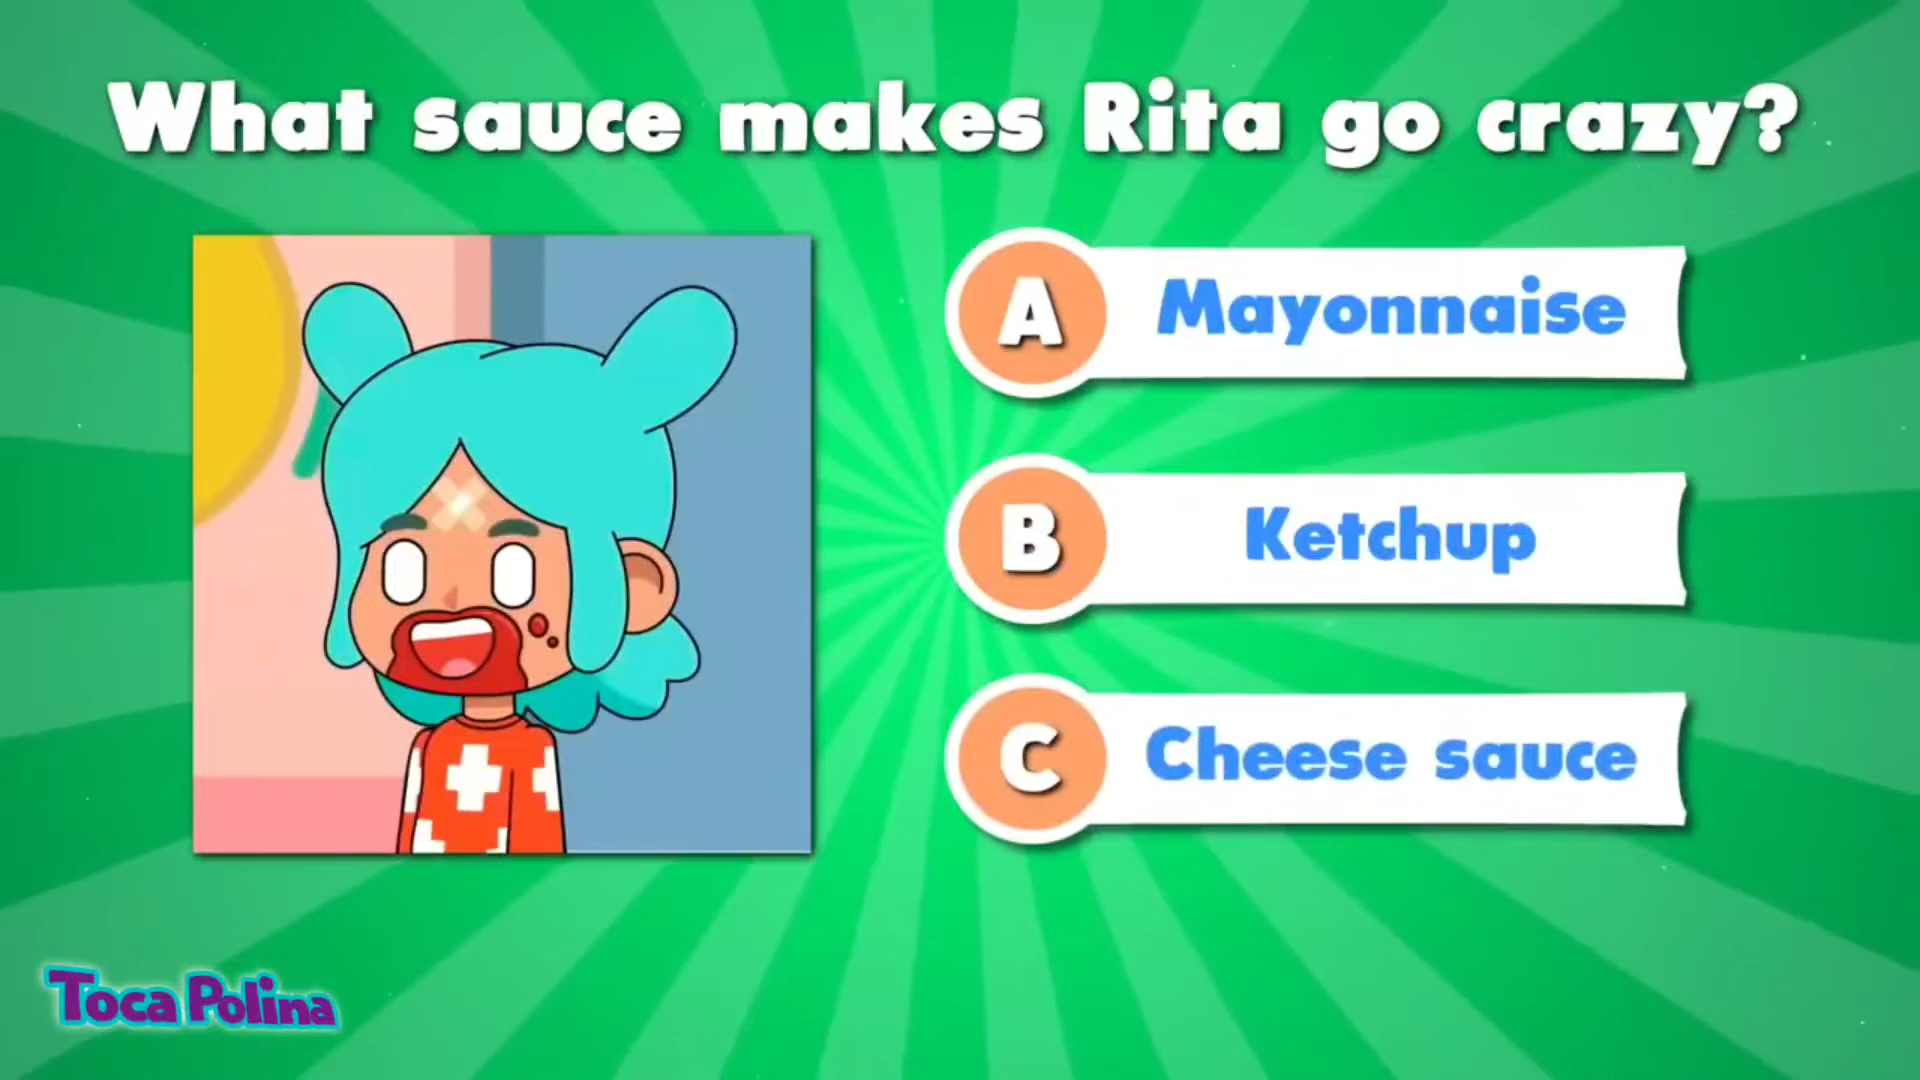 What sauce makes Rita go crazy?
A Mayonnaise
B Ketchup
C Cheese sauce
Toca Polina